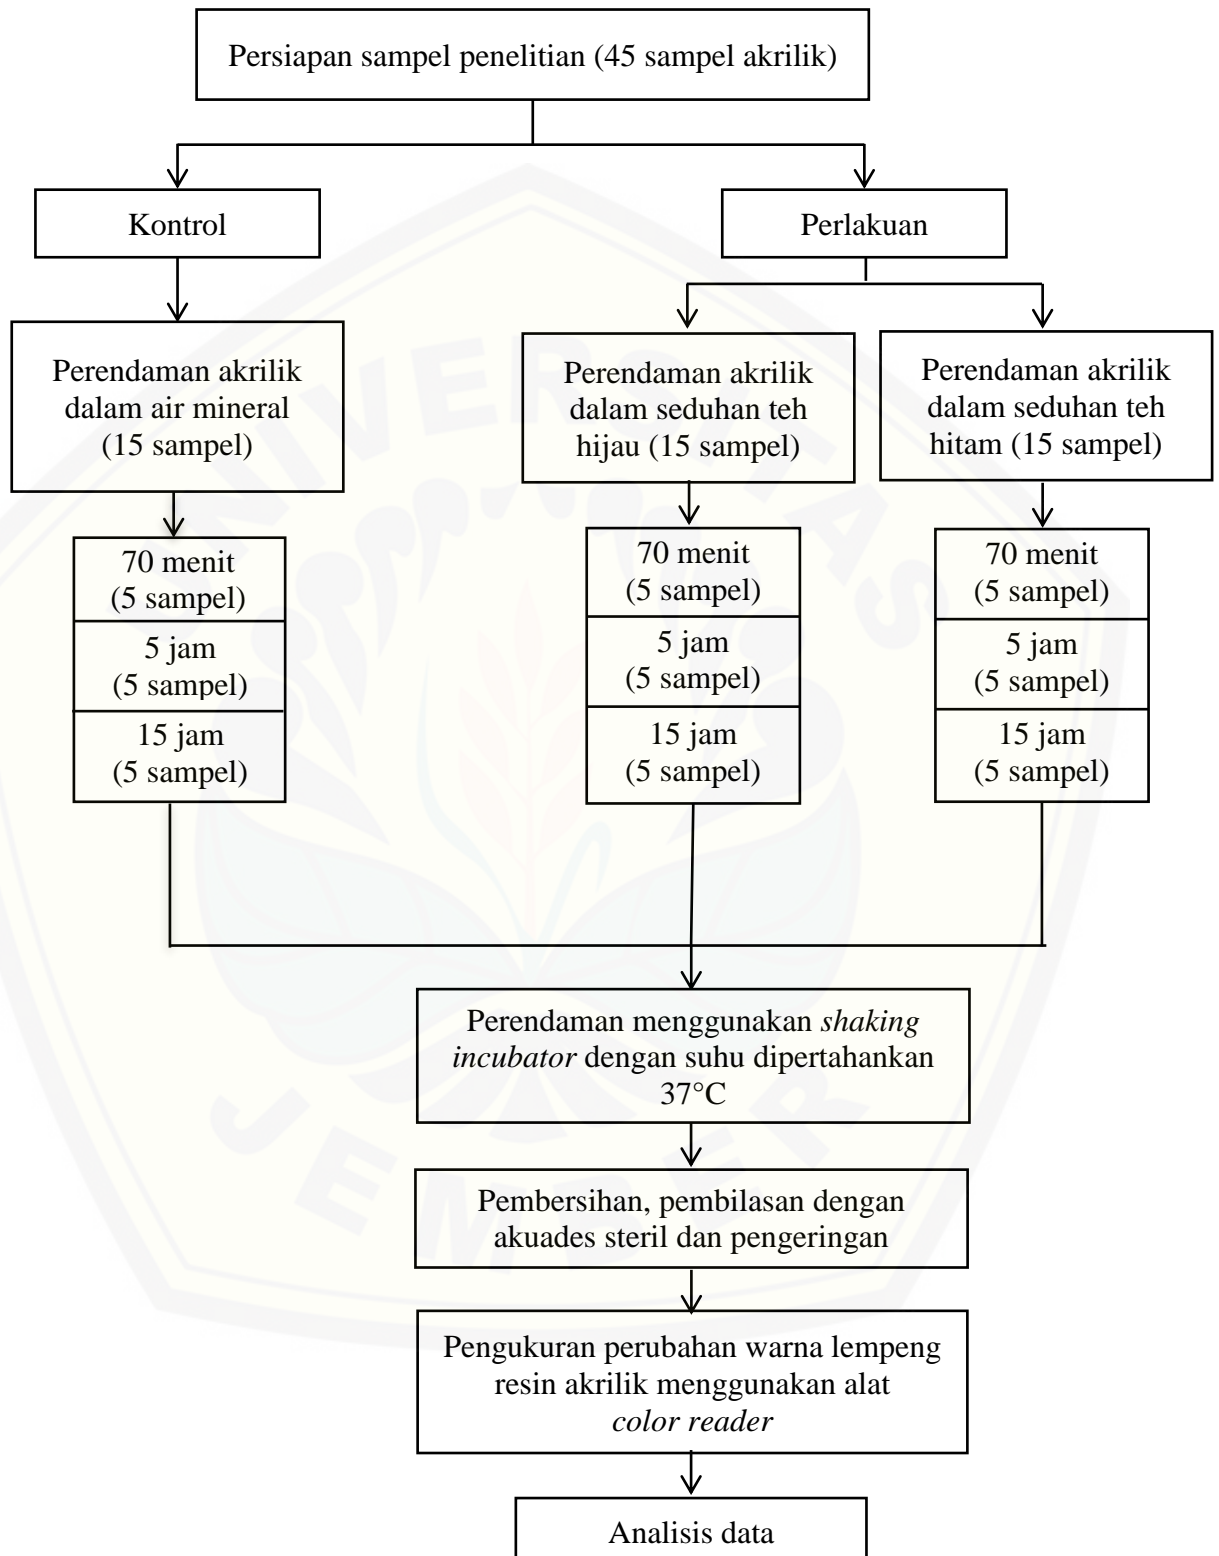 Persiapan sampel penelitian (45 sampel akrilik)
Kontrol
Perlakuan
Perendaman akrilik
dalam air mineral
(15 sampel)
Perendaman akrilik
dalam seduhan teh
hijau (15 sampel)
Perendaman akrilik
dalam seduhan teh
hitam (15 sampel)
70 menit
(5 sampel)
5 jam
(5 sampel)
15 jam
(5 sampel)
70 menit
(5 sampel)
5 jam
(5 sampel)
15 jam
(5 sampel)
70 menit
(5 sampel)
5 jam
(5 sampel)
15 jam
(5 sampel)
Perendaman menggunakan shaking
incubator dengan suhu dipertahankan
37°C
Pembersihan, pembilasan dengan
akuades steril dan pengeringan
Pengukuran perubahan warna lempeng
resin akrilik menggunakan alat
color reader
Analisis data
UNIVERSITAS
JEMBER